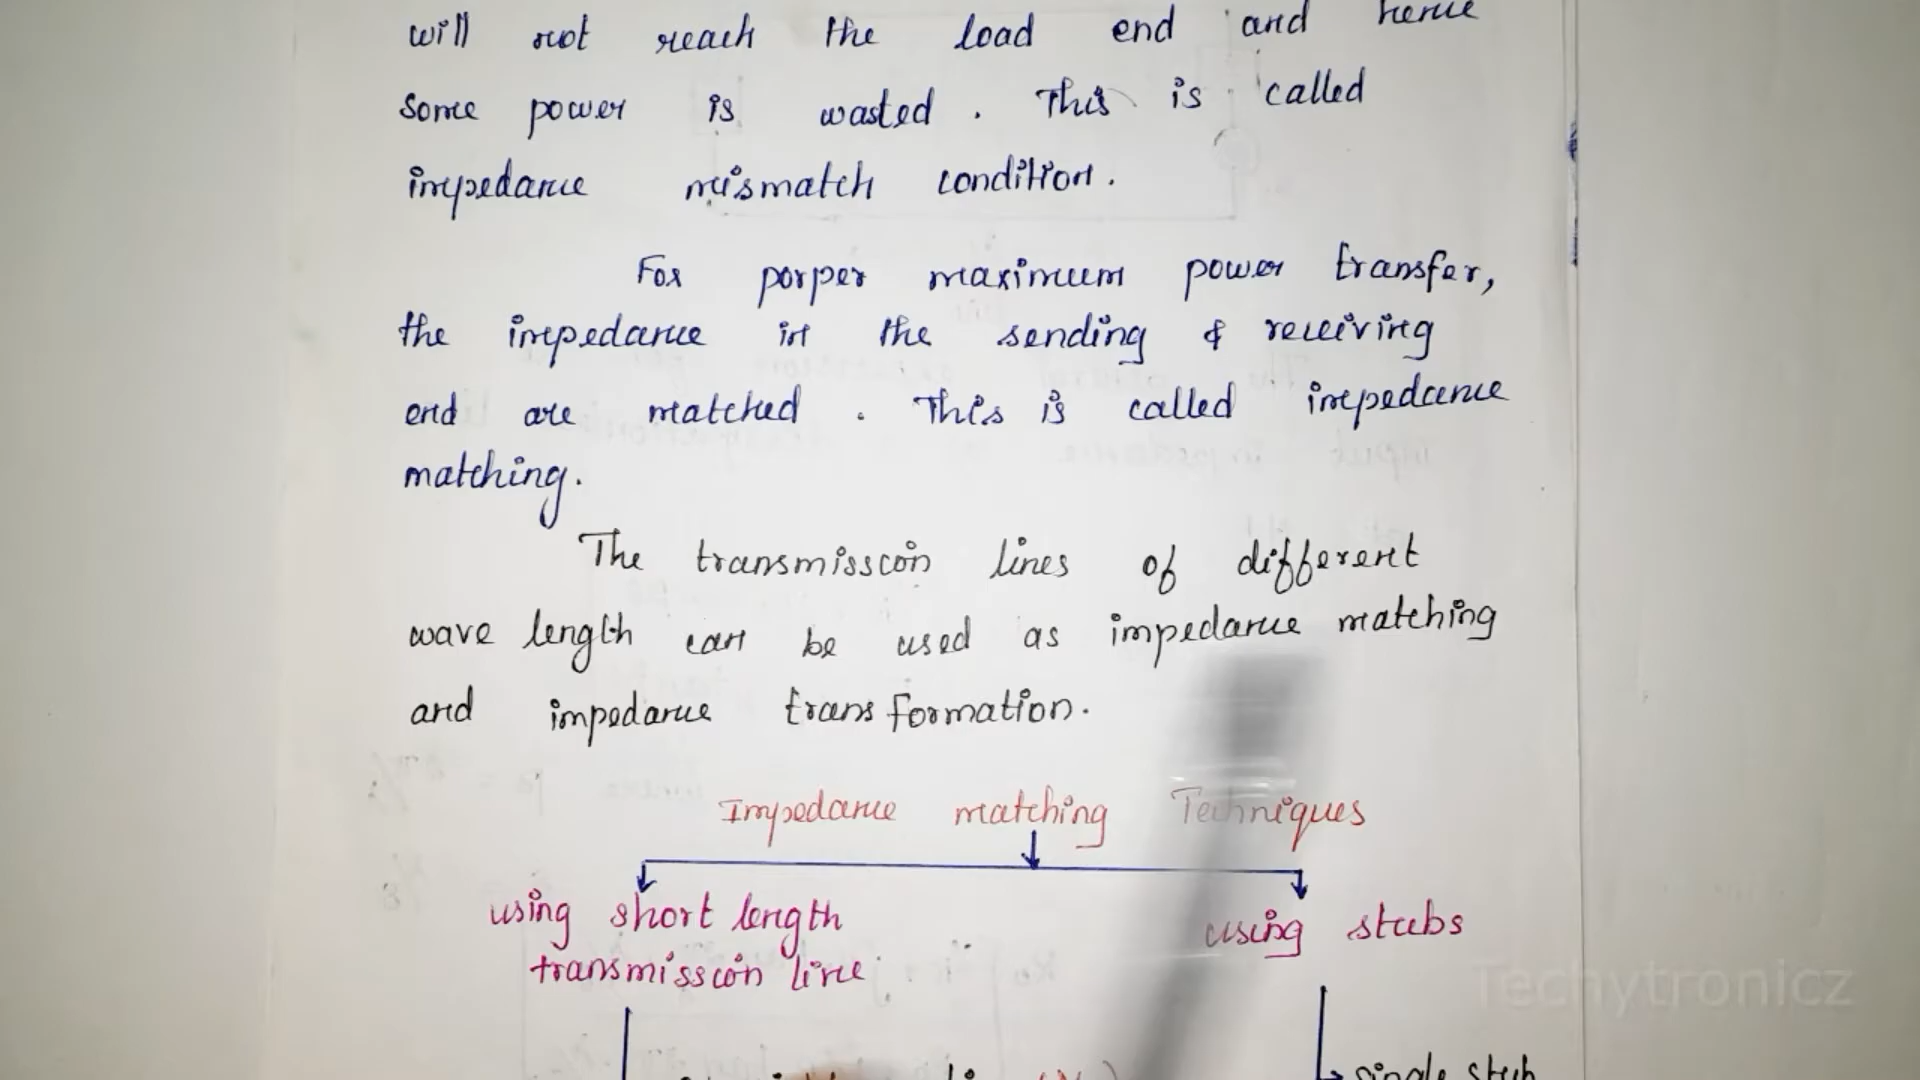 will not reach the load end and hence
some power is wasted. This is called
impedance mismatch condition.
For porper maximum power transfer,
the impedance in the sending & receiving
end are matched. This is called impedance
matching.
The transmisscon lines of different
wave length can be used as impedance matching
and impedance transformation.
Impedance matching Techniques
using short length
transmisscon line
using stubs
single stub
Techytronicz